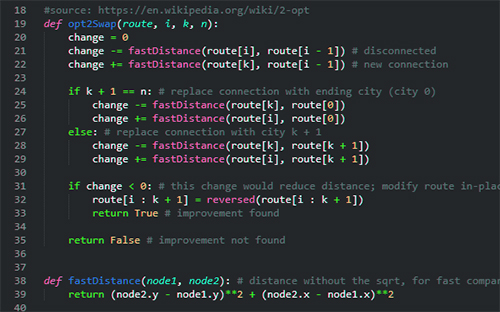 18 #source: https://en.wikipedia.org/wiki/2-opt
19 def opt2Swap(route, i, k, n):
20 change = 0
21 change -= fastDistance(route[i], route[i - 1]) # disconnected
22 change += fastDistance(route[k], route[i - 1]) # new connection
23
24 if k + 1 == n: # replace connection with ending city (city 0)
25 change -= fastDistance(route[k], route[0])
26 change += fastDistance(route[i], route[0])
27 else: # replace connection with city k + 1
28 change -= fastDistance(route[k], route[k + 1])
29 change += fastDistance(route[i], route[k + 1])
30
31 if change < 0: # this change would reduce distance; modify route in-plac
32 route[i : k + 1] = reversed(route[i : k + 1])
33 return True # improvement found
34
35 return False # improvement not found
36
37
38 def fastDistance(node1, node2): # distance without the sqrt, for fast compar
39 return (node2.y - node1.y)**2 + (node2.x - node1.x)**2
40